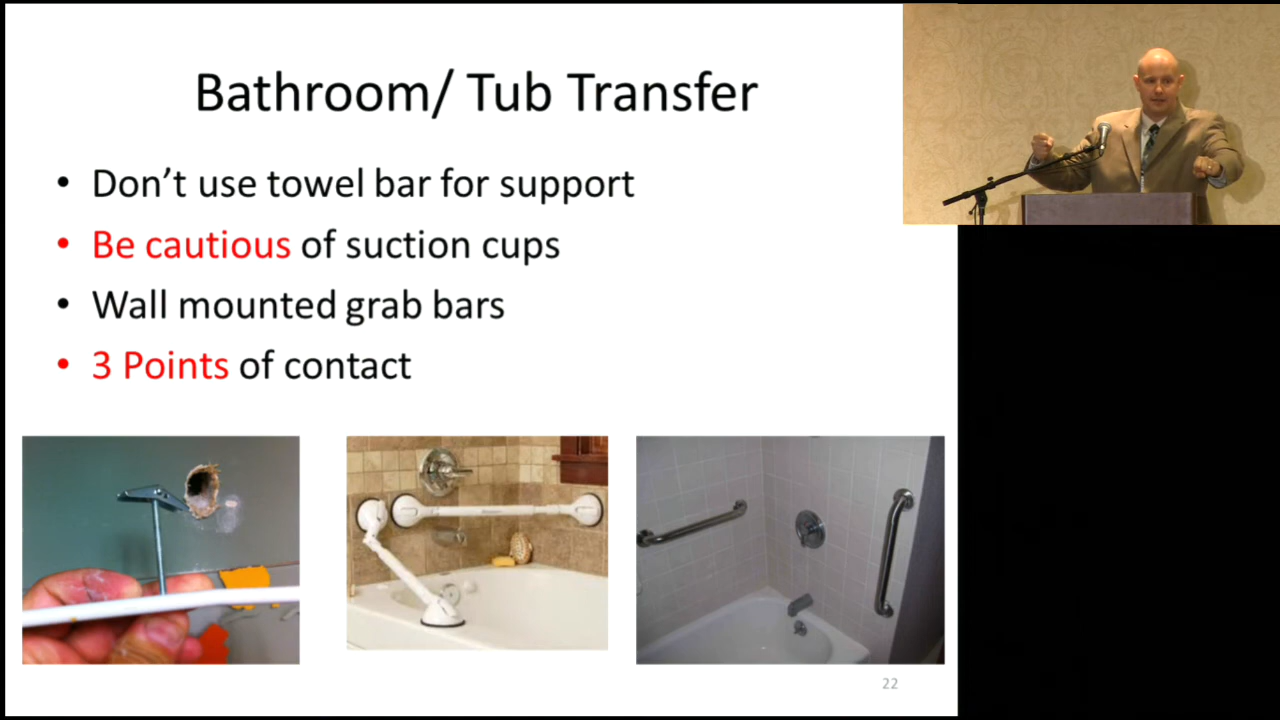 Bathroom/ Tub Transfer
• Don’t use towel bar for support
• Be cautious of suction cups
• Wall mounted grab bars
• 3 Points of contact
22